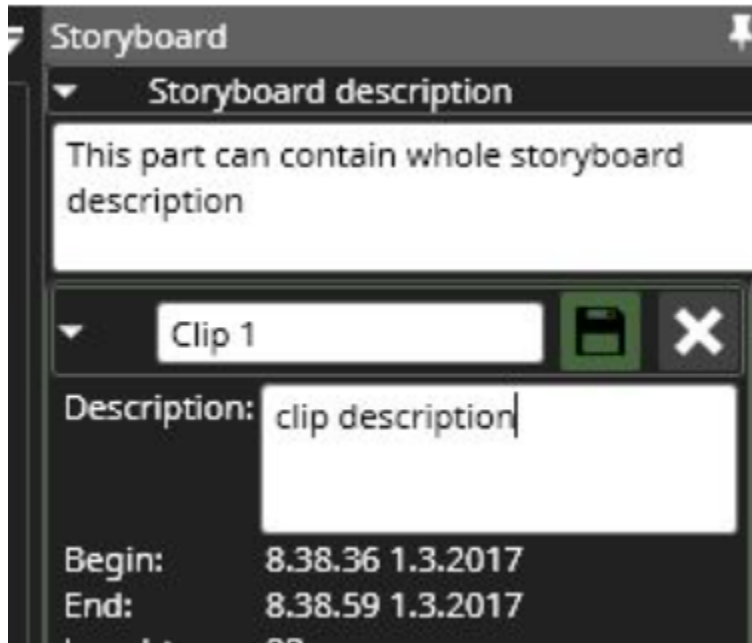 Storyboard
Storyboard description
This part can contain whole storyboard
description
Clip 1
Description: clip description
Begin: 8.38.36 1.3.2017
End: 8.38.59 1.3.2017